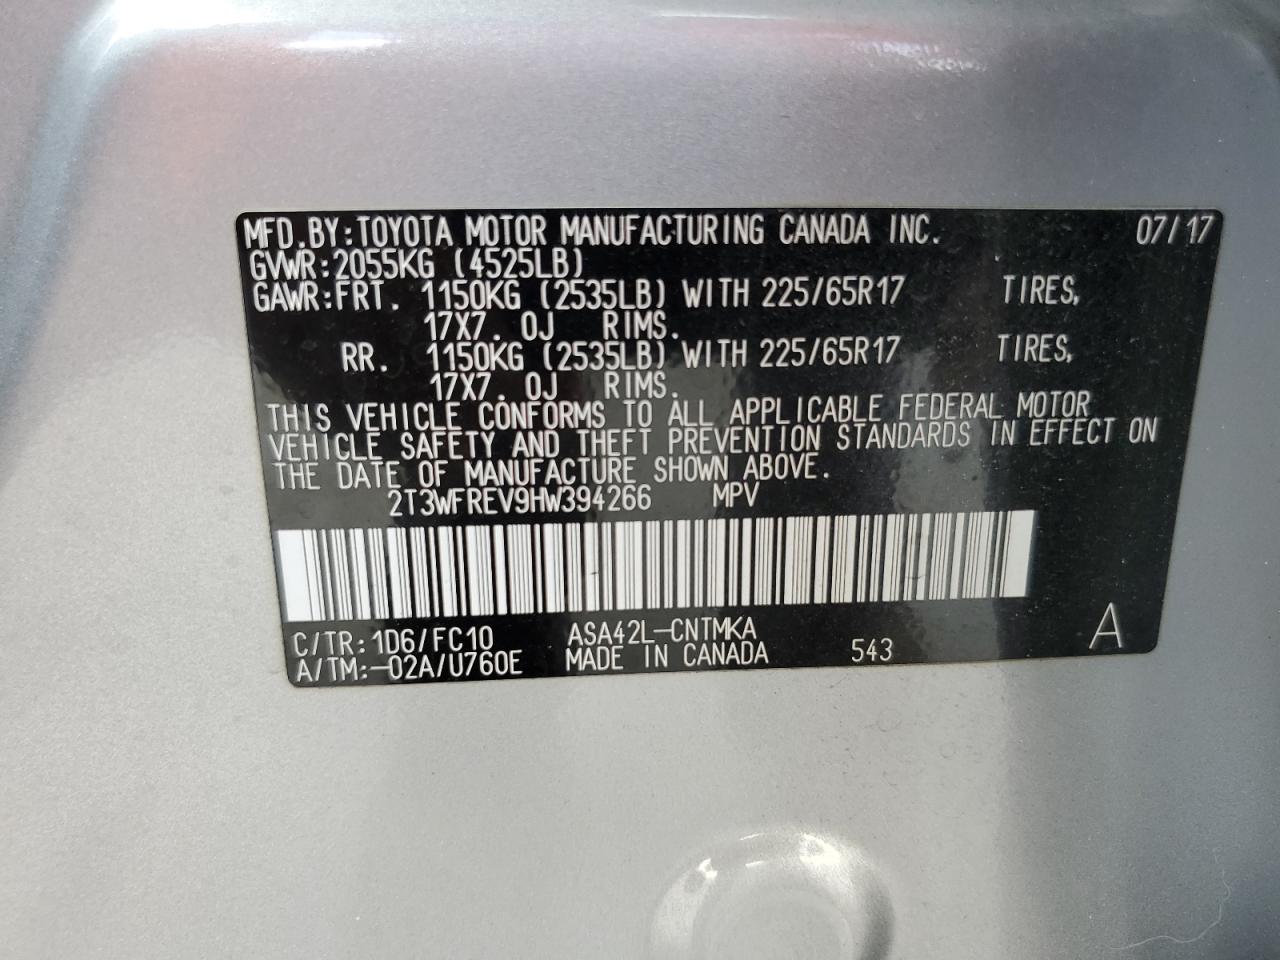 MFD.BY:TOYOTA MOTOR MANUFACTURING CANADA INC. 07/17
GVWR:2055KG (4525LB)
GAWR:FRT. 1150KG (2535LB) WITH 225/65R17 TIRES,
17X7.0J RIMS.
RR. 1150KG (2535LB) WITH 225/65R17 TIRES,
17X7.0J RIMS.
THIS VEHICLE CONFORMS TO ALL APPLICABLE FEDERAL MOTOR
VEHICLE SAFETY AND THEFT PREVENTION STANDARDS IN EFFECT ON
THE DATE OF MANUFACTURE SHOWN ABOVE.
2T3WFREV9HW394266 MPV
C/TR:1D6/FC10 ASA42L-CNTMKA A
A/TM:-02A/U760E MADE IN CANADA 543